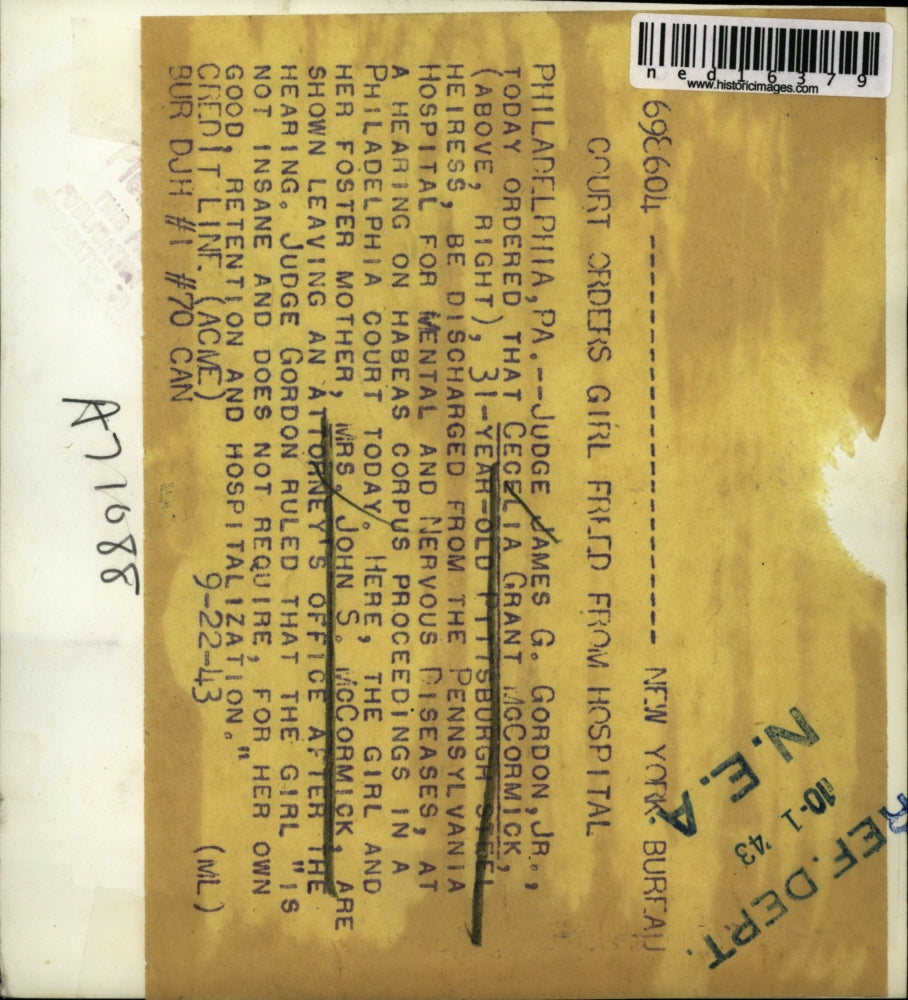 698604 ---------------------------- NEW YORK BUREAU
COURT ORDERS GIRL FREED FROM HOSPITAL
PHILADELPHIA, PA.--JUDGE JAMES G. GORDON, JR.,
TODAY ORDERED THAT CECELIA GRANT MCCORMICK,
(ABOVE, RIGHT), 31-YEAR-OLD PITTSBURGH STEEL
HEIRESS, BE DISCHARGED FROM THE PENNSYLVANIA
HOSPITAL FOR MENTAL AND NERVOUS DISEASES, AT
A HEARING ON HABEAS CORPUS PROCEEDINGS IN A
PHILADELPHIA COURT TODAY. HERE, THE GIRL AND
HER FOSTER MOTHER, MRS. JOHN S. MCCORMICK, ARE
SHOWN LEAVING AN ATTORNEY'S OFFICE AFTER THE
HEARING. JUDGE GORDON RULED THAT THE GIRL "IS
NOT INSANE AND DOES NOT REQUIRE, FOR HER OWN
GOOD, RETENTION AND HOSPITALIZATION."
CREDIT LINE (ACME) 9-22-43 (ML)
BUR DJH #1 #70 CAN
REF. DEPT.
10-1 '43
N.E.A
A71688
ned16379
www.historicimages.com